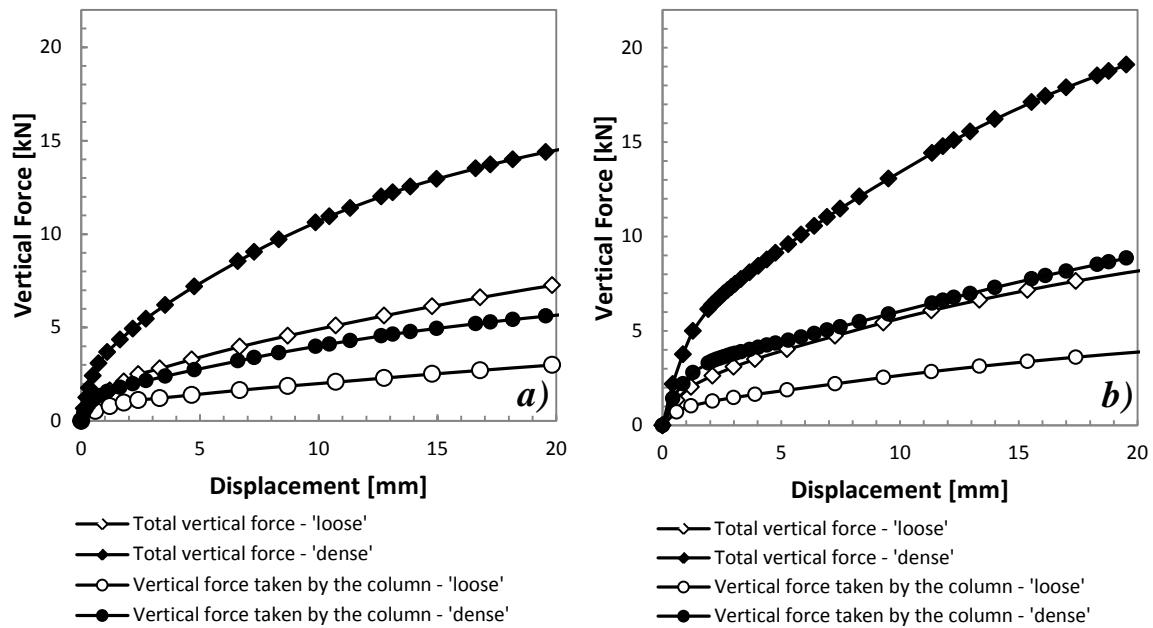 20
15
10
5
0
Vertical Force [kN]
0 5 10 15 20
Displacement [mm]
a)
Total vertical force - 'loose'
Total vertical force - 'dense'
Vertical force taken by the column - 'loose'
Vertical force taken by the column - 'dense'
20
15
10
5
0
Vertical Force [kN]
0 5 10 15 20
Displacement [mm]
b)
Total vertical force - 'loose'
Total vertical force - 'dense'
Vertical force taken by the column - 'loose'
Vertical force taken by the column - 'dense'